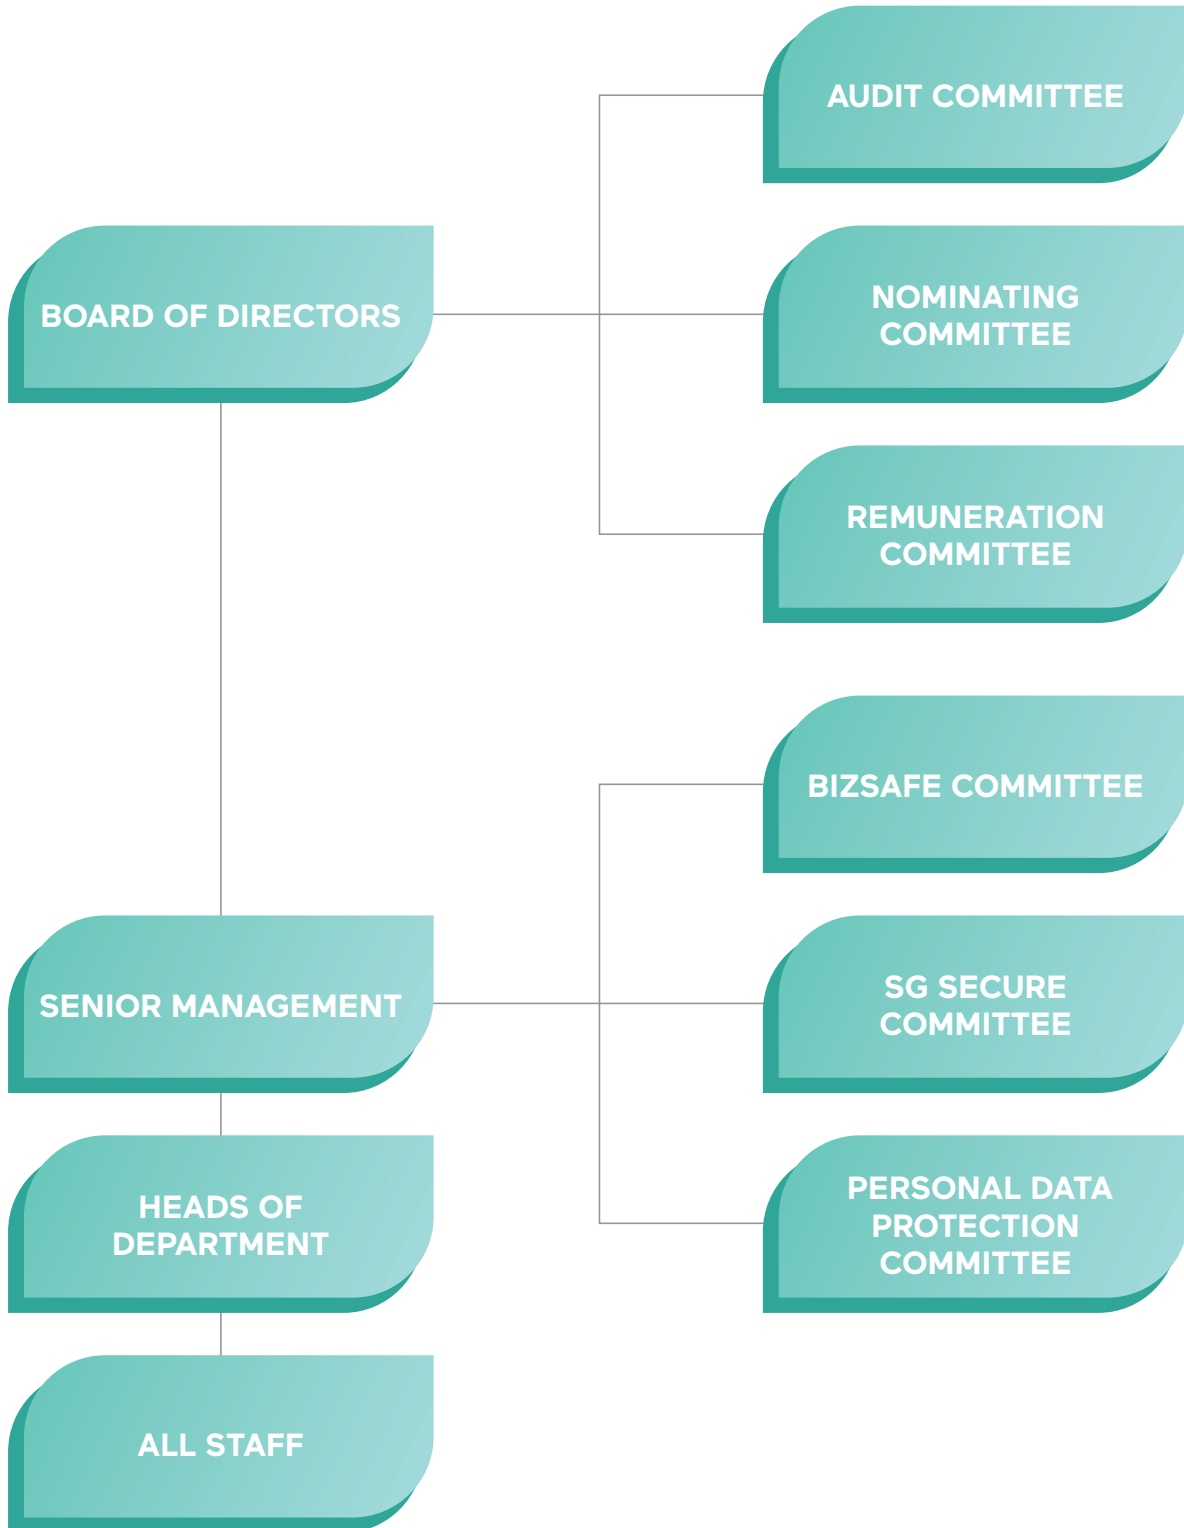 AUDIT COMMITTEE
BOARD OF DIRECTORS
NOMINATING
COMMITTEE
REMUNERATION
COMMITTEE
BIZSAFE COMMITTEE
SENIOR MANAGEMENT
SG SECURE
COMMITTEE
HEADS OF
DEPARTMENT
PERSONAL DATA
PROTECTION
COMMITTEE
ALL STAFF